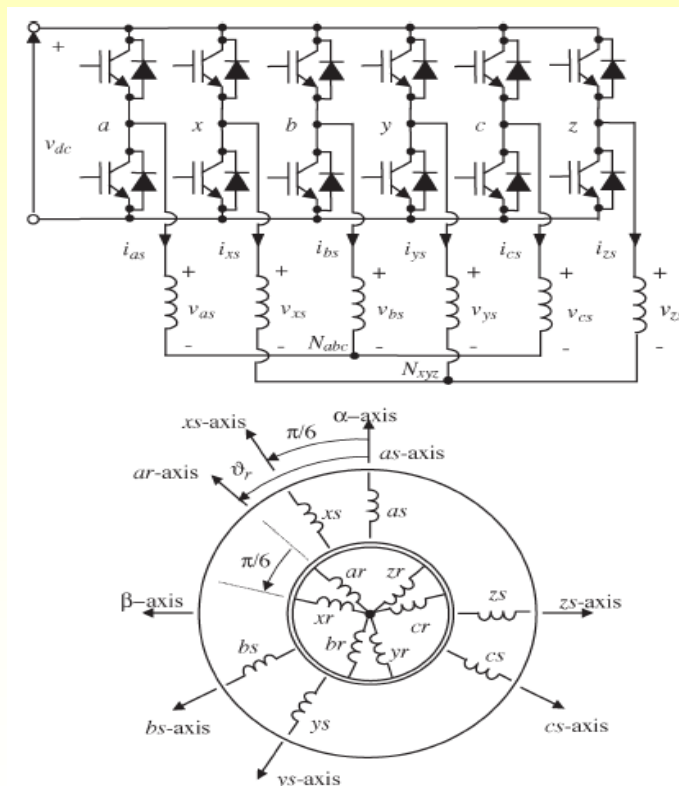 +
a x b y c z
v_dc
i_as i_xs i_bs i_ys i_cs i_zs
+ + + + + +
v_as v_xs v_bs v_ys v_cs v_zs
- - - - - -
N_abc
N_xyz
α–axis
xs-axis π/6
as-axis
ar-axis ϑ_r
xs as
π/6
ar zr
β–axis xr cr zs zs-axis
br yr
bs cs
bs-axis ys cs-axis
ys-axis